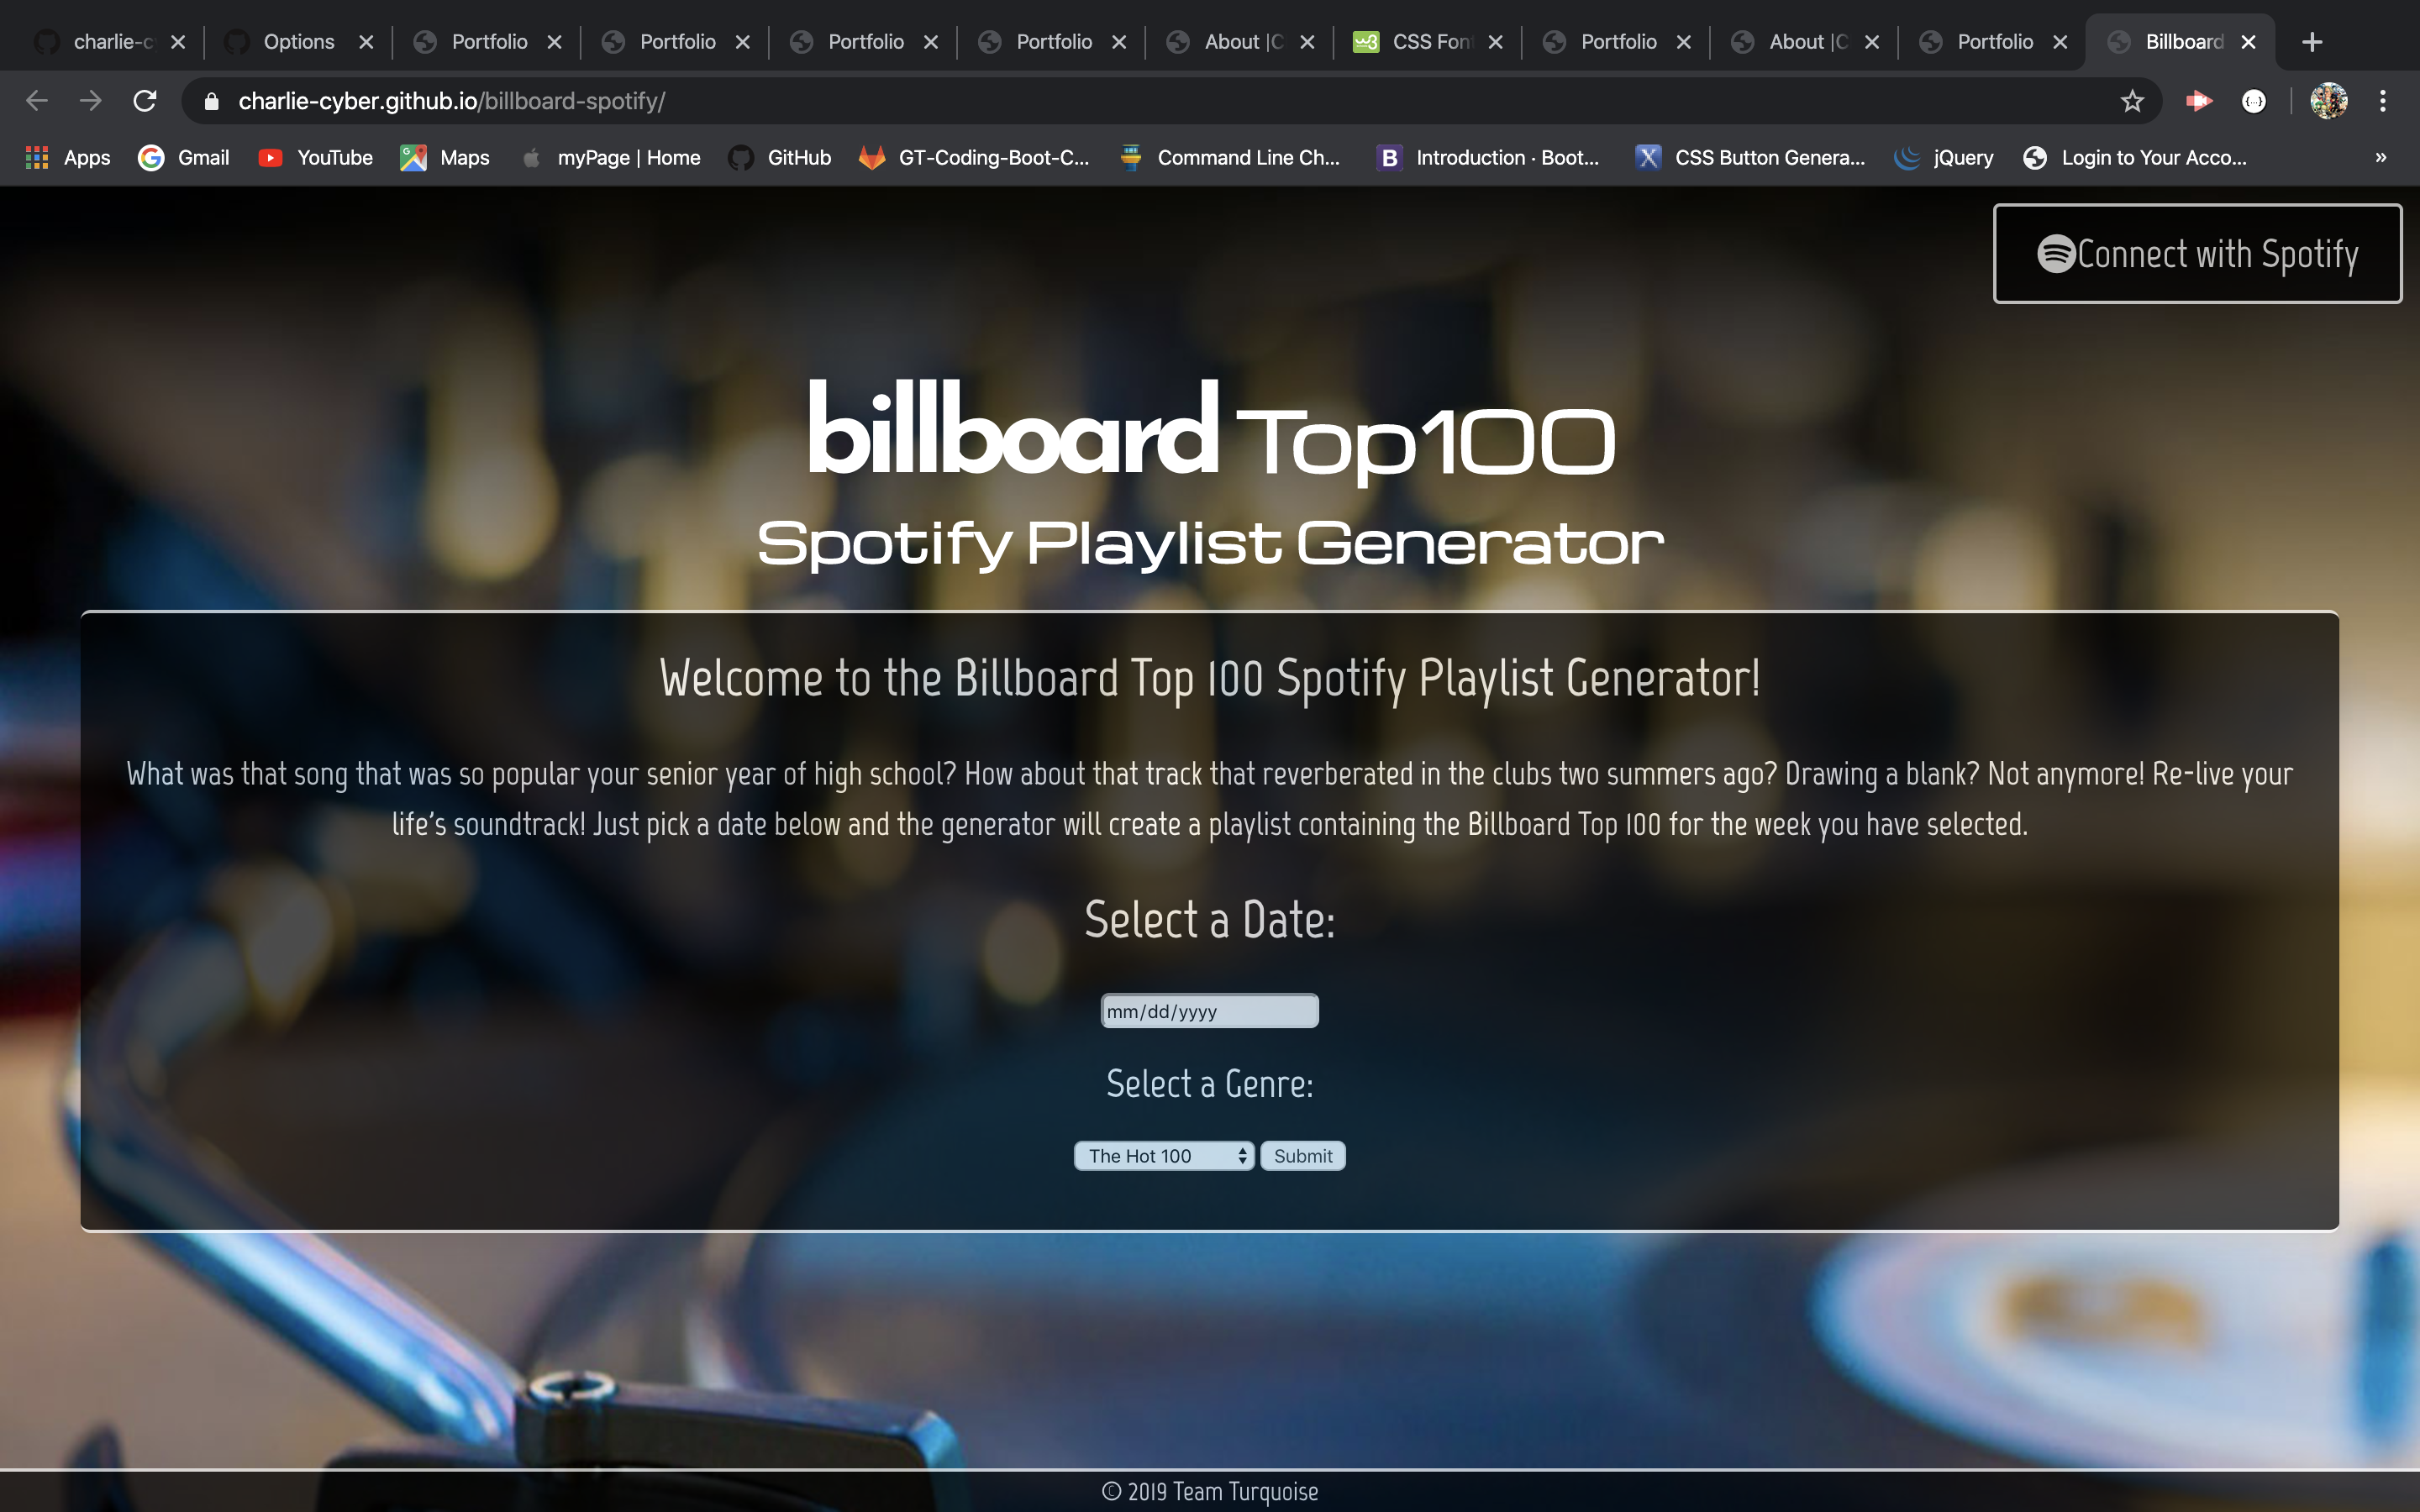 charlie-c
Options
Portfolio
Portfolio
Portfolio
Portfolio
About |C
CSS Fon
Portfolio
About |C
Portfolio
Billboard
charlie-cyber.github.io/billboard-spotify/
Apps
Gmail
YouTube
Maps
myPage | Home
GitHub
GT-Coding-Boot-C...
Command Line Ch...
Introduction · Boot...
CSS Button Genera...
jQuery
Login to Your Acco...
»
Connect with Spotify
billboard Top100
Spotify Playlist Generator
Welcome to the Billboard Top 100 Spotify Playlist Generator!
What was that song that was so popular your senior year of high school? How about that track that reverberated in the clubs two summers ago? Drawing a blank? Not anymore! Re-live your
life's soundtrack! Just pick a date below and the generator will create a playlist containing the Billboard Top 100 for the week you have selected.
Select a Date:
mm/dd/yyyy
Select a Genre:
The Hot 100
Submit
© 2019 Team Turquoise